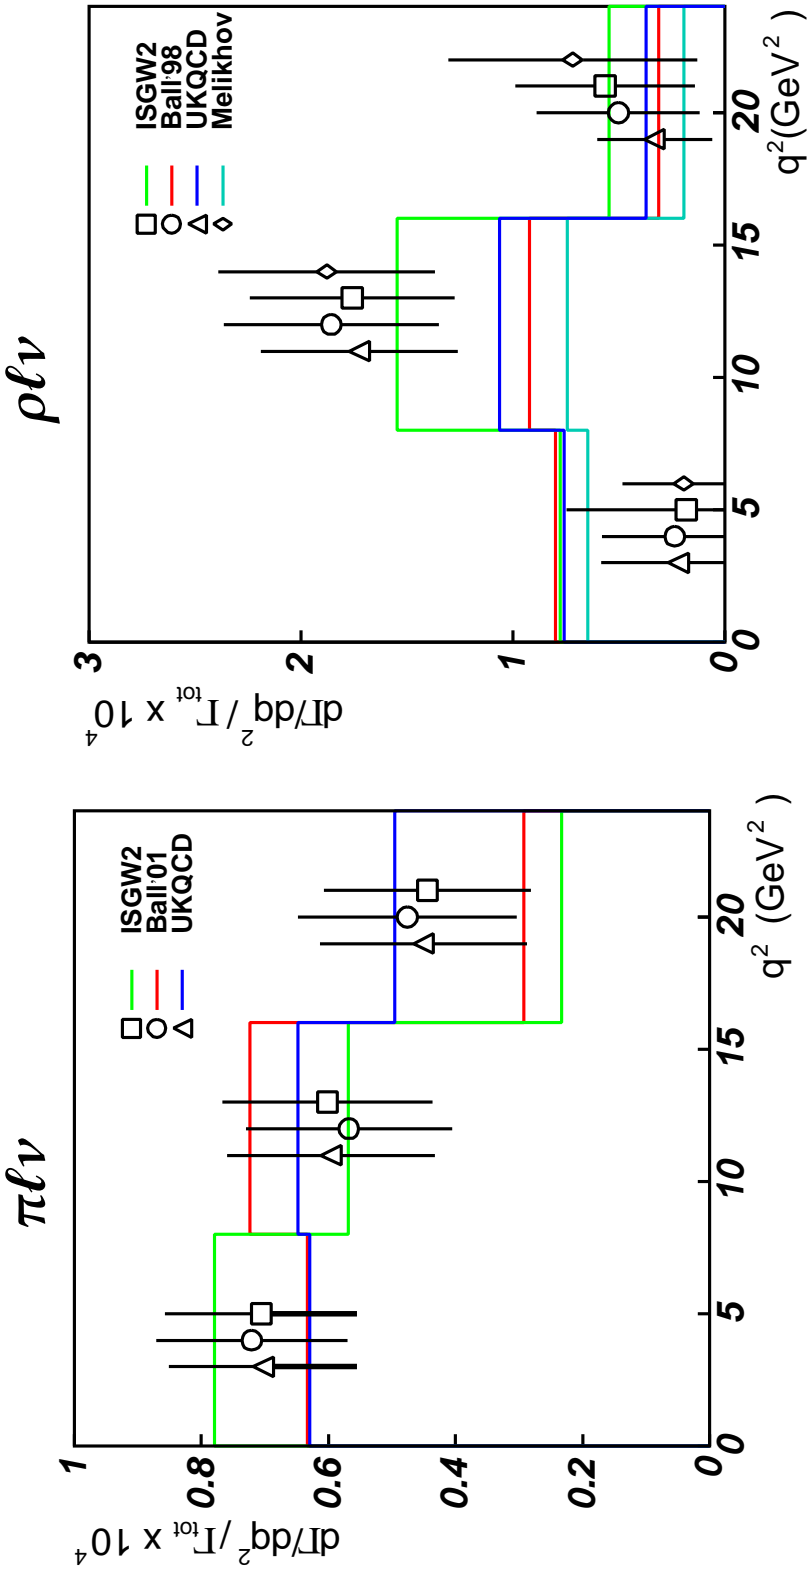 πℓν
dΓ/dq²/Γtot x 10⁴
1
0.8
0.6
0.4
0.2
0
ISGW2
Ball'01
UKQCD
0 5 10 15 20
q² (GeV²)
ρℓν
dΓ/dq²/Γtot x 10⁴
3
2
1
0
ISGW2
Ball'98
UKQCD
Melikhov
0 5 10 15 20
q²(GeV²)